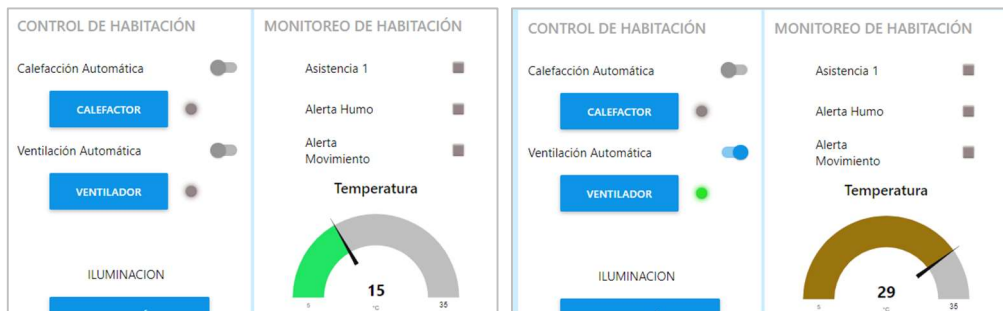 CONTROL DE HABITACIÓN
Calefacción Automática
CALEFACTOR
Ventilación Automática
VENTILADOR
ILUMINACION
MONITOREO DE HABITACIÓN
Asistencia 1
Alerta Humo
Alerta
Movimiento
Temperatura
15
35
°C
CONTROL DE HABITACIÓN
Calefacción Automática
CALEFACTOR
Ventilación Automática
VENTILADOR
ILUMINACION
MONITOREO DE HABITACIÓN
Asistencia 1
Alerta Humo
Alerta
Movimiento
Temperatura
29
35
°C